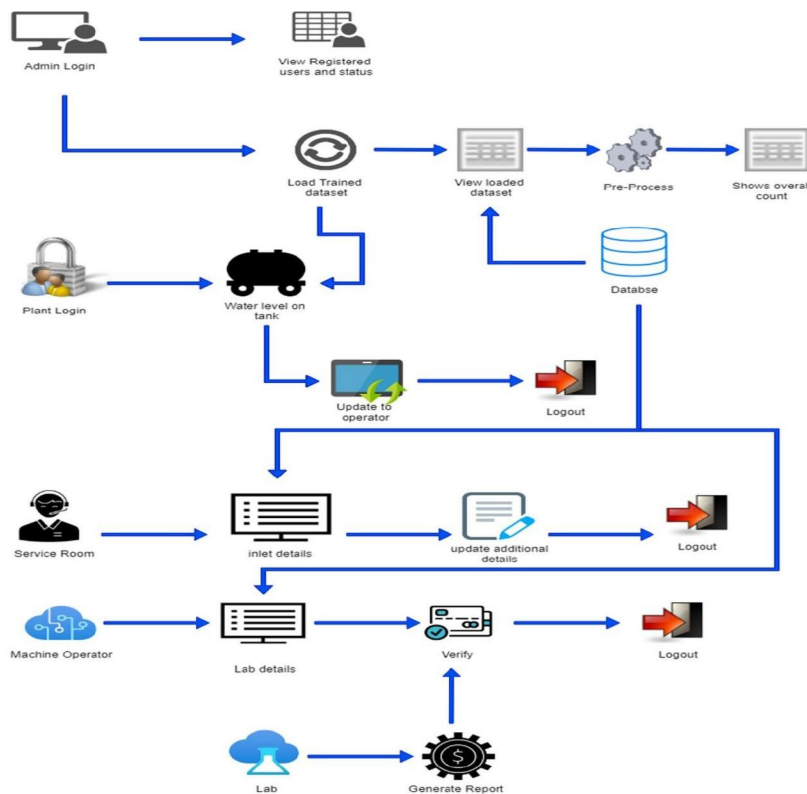 Admin Login
View Registered
users and status
Load Trained
dataset
View loaded
dataset
Pre-Process
Shows overal
count
Plant Login
Water level on
tank
Databse
Update to
operator
Logout
Service Room
inlet details
update additional
details
Logout
Machine Operator
Lab details
Verify
Logout
Lab
Generate Report
$